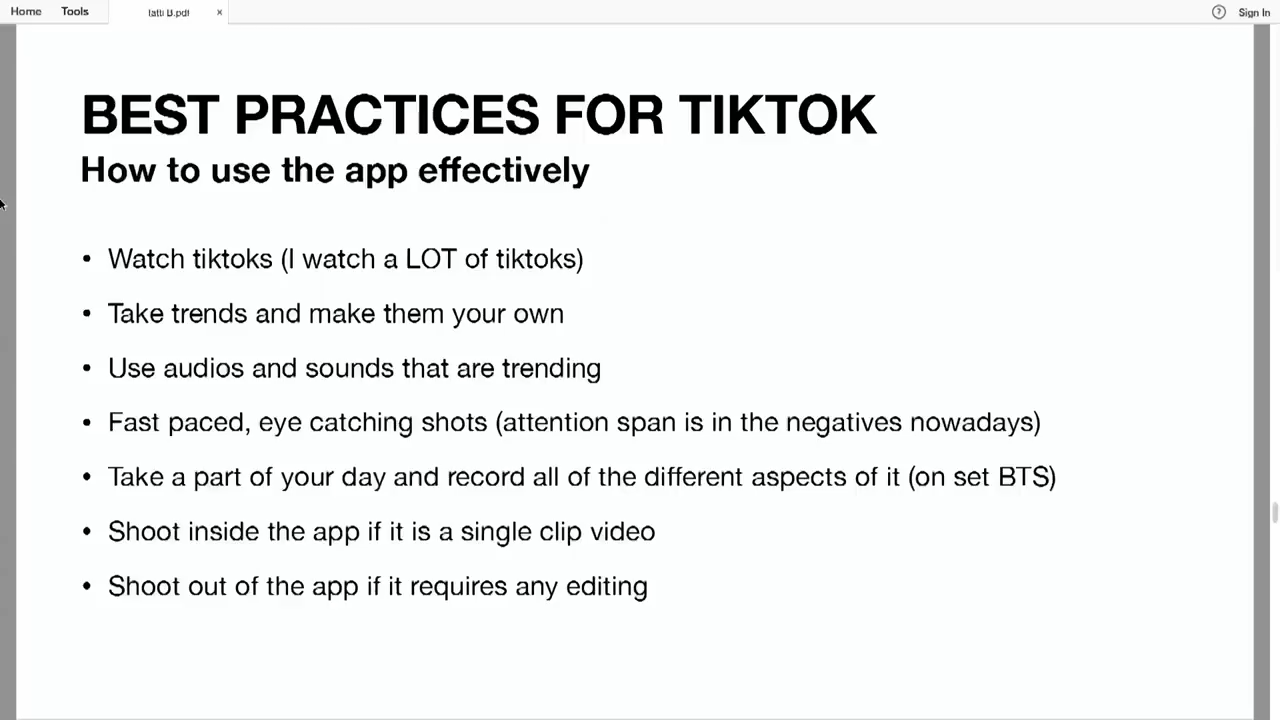 Home Tools tatti B.pdf × ? Sign In
BEST PRACTICES FOR TIKTOK
How to use the app effectively
• Watch tiktoks (I watch a LOT of tiktoks)
• Take trends and make them your own
• Use audios and sounds that are trending
• Fast paced, eye catching shots (attention span is in the negatives nowadays)
• Take a part of your day and record all of the different aspects of it (on set BTS)
• Shoot inside the app if it is a single clip video
• Shoot out of the app if it requires any editing